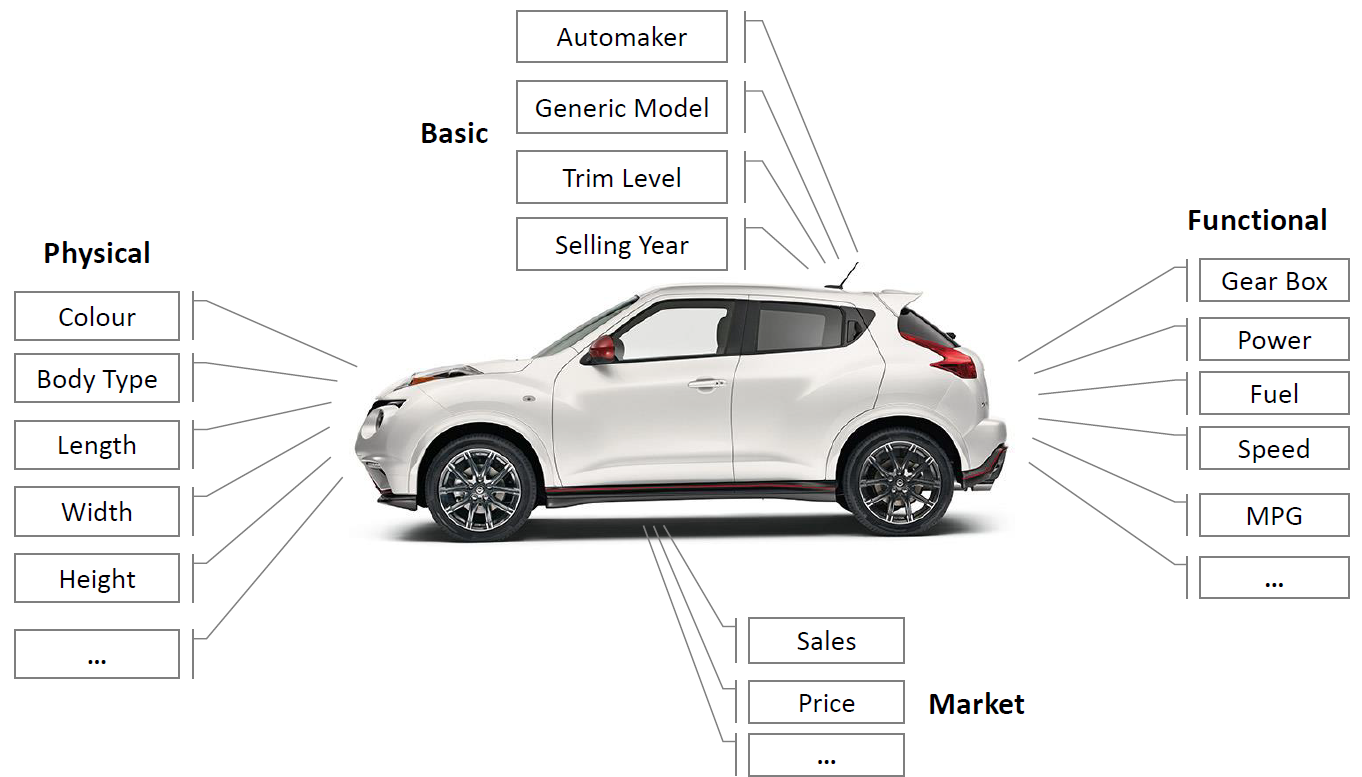 Automaker
Generic Model
Basic
Trim Level
Selling Year
Physical
Colour
Body Type
Length
Width
Height
...
Functional
Gear Box
Power
Fuel
Speed
MPG
...
Sales
Price
Market
...